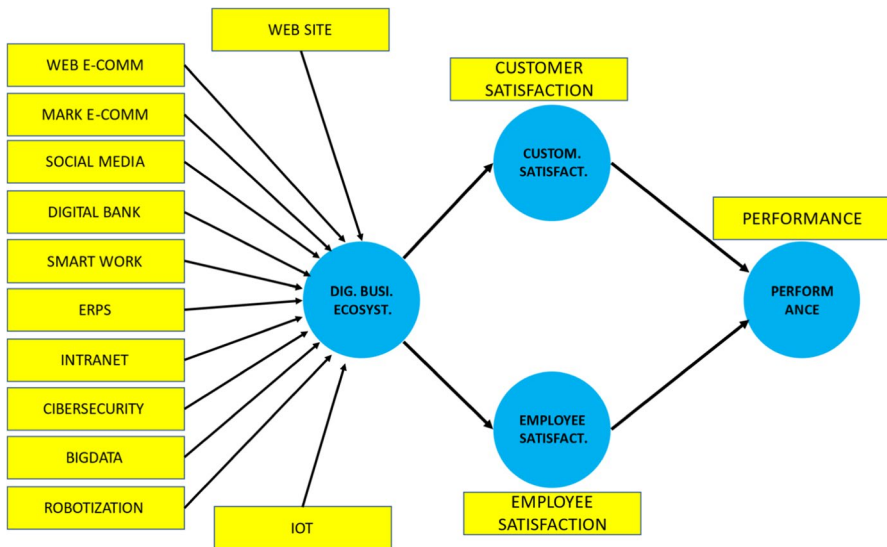 WEB SITE
WEB E-COMM
MARK E-COMM
SOCIAL MEDIA
DIGITAL BANK
SMART WORK
ERPS
INTRANET
CIBERSECURITY
BIGDATA
ROBOTIZATION
IOT
DIG. BUSI.
ECOSYST.
CUSTOMER
SATISFACTION
CUSTOM.
SATISFACT.
EMPLOYEE
SATISFACT.
EMPLOYEE
SATISFACTION
PERFORMANCE
PERFORM
ANCE